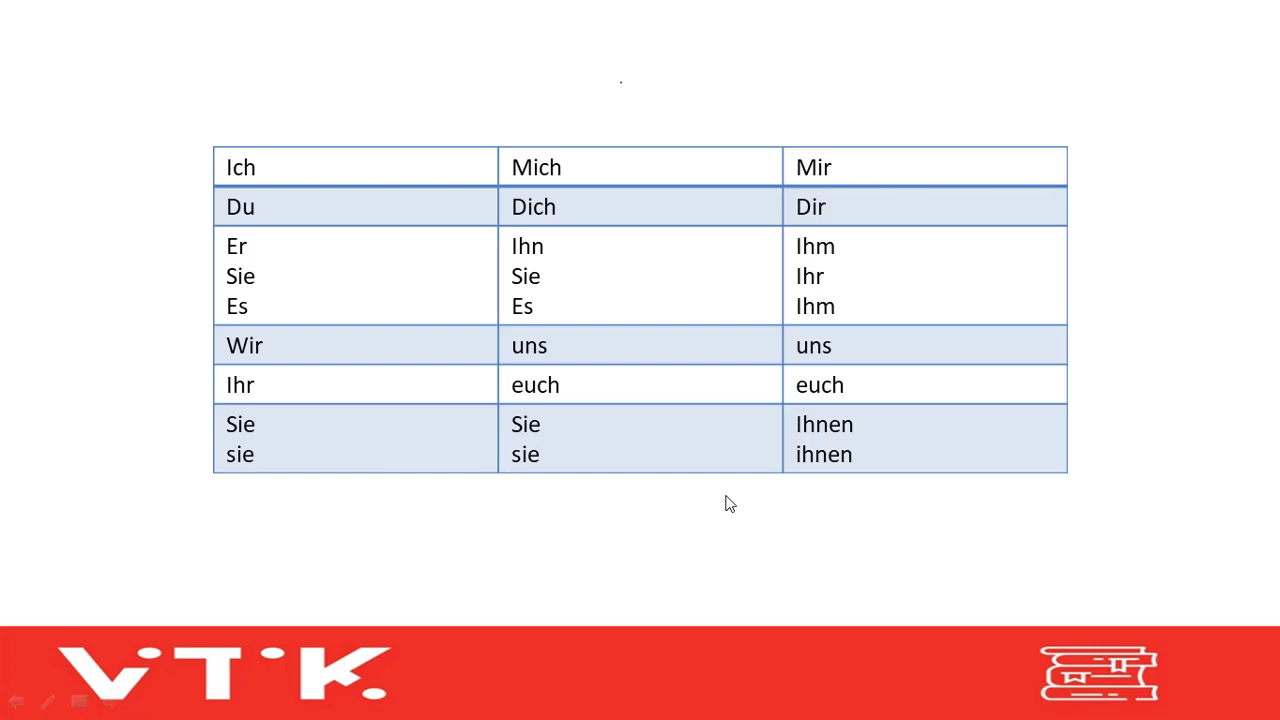 Ich Mich Mir
Du Dich Dir
Er Ihn Ihm
Sie Sie Ihr
Es Es Ihm
Wir uns uns
Ihr euch euch
Sie Sie Ihnen
sie sie ihnen
VTK